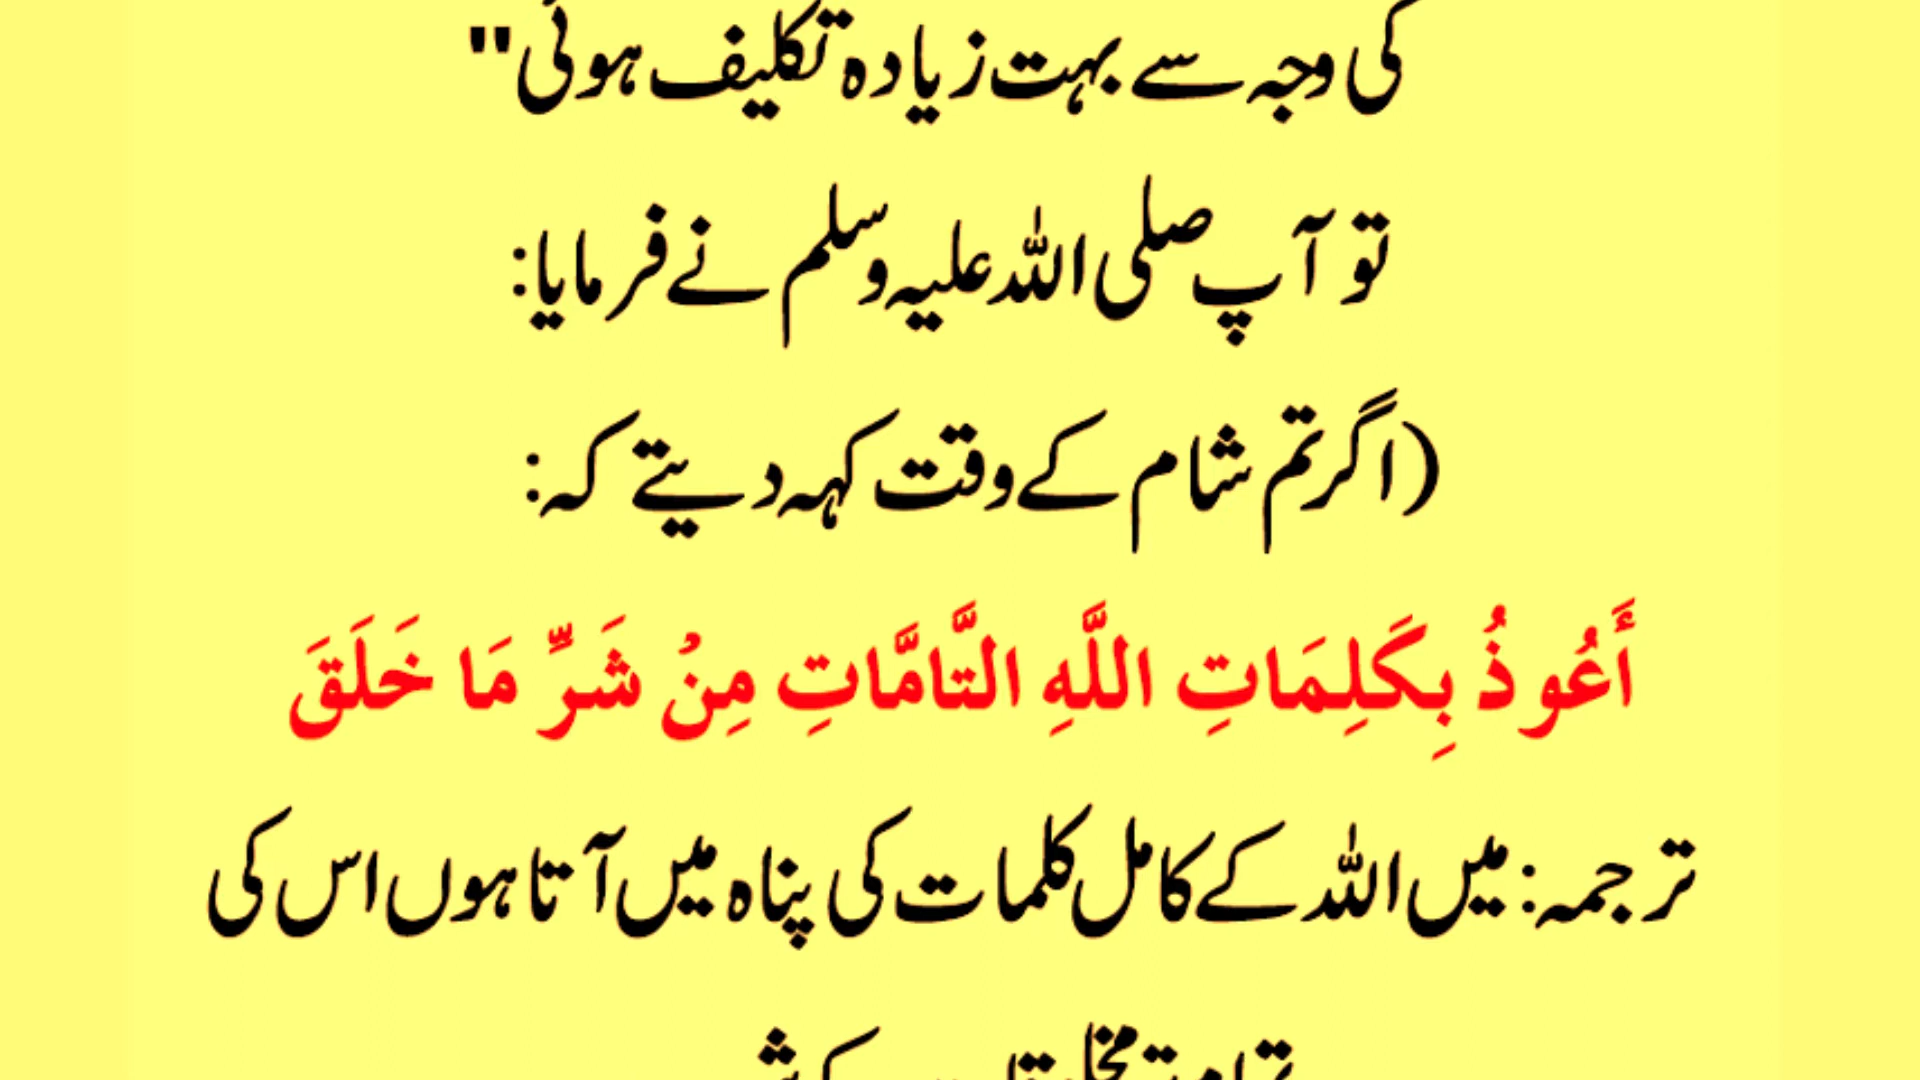 کی وجہ سے بہت زیادہ تکلیف ہوئی"
تو آپ صلی اللہ علیہ وسلم نے فرمایا:
(اگر تم شام کے وقت کہہ دیتے کہ:
أَعُوذُ بِكَلِمَاتِ اللَّهِ التَّامَّاتِ مِنْ شَرِّ مَا خَلَقَ
ترجمہ: میں اللہ کے کامل کلمات کی پناہ میں آتا ہوں اس کی